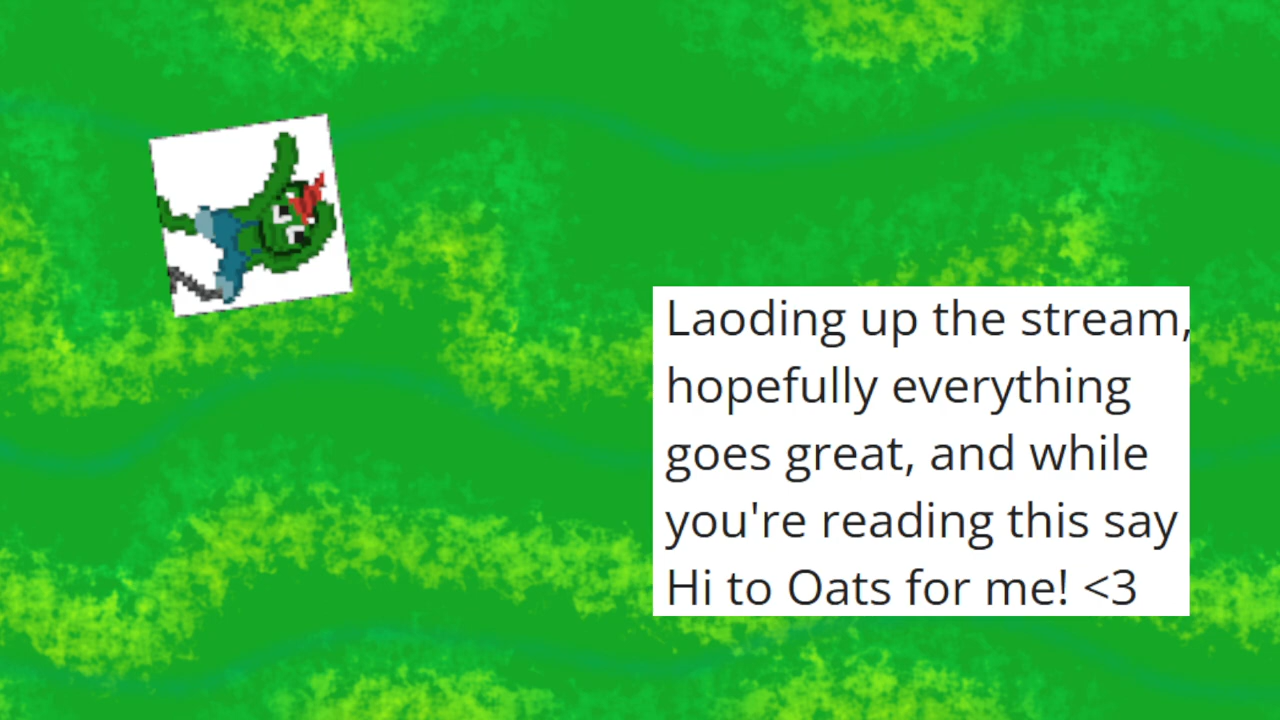 Laoding up the stream,
hopefully everything
goes great, and while
you're reading this say
Hi to Oats for me! <3